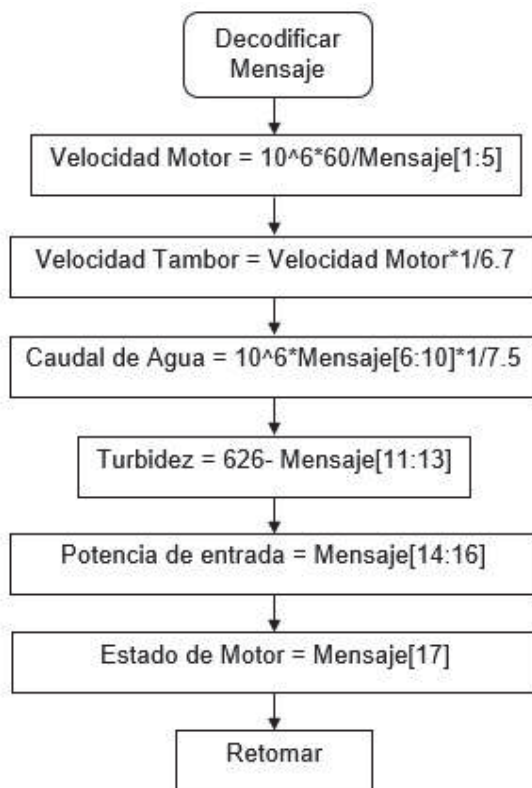 Decodificar
Mensaje
Velocidad Motor = 10^6*60/Mensaje[1:5]
Velocidad Tambor = Velocidad Motor*1/6.7
Caudal de Agua = 10^6*Mensaje[6:10]*1/7.5
Turbidez = 626- Mensaje[11:13]
Potencia de entrada = Mensaje[14:16]
Estado de Motor = Mensaje[17]
Retomar